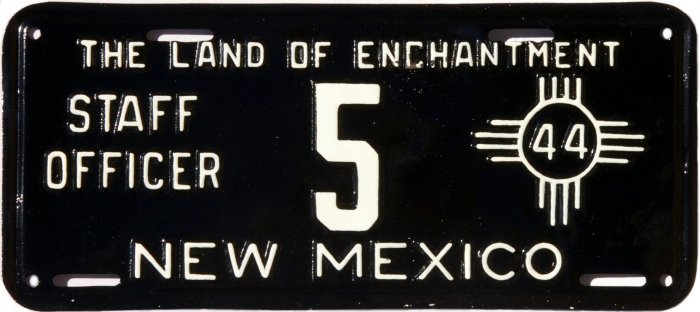 THE LAND OF ENCHANTMENT
STAFF
OFFICER
5
44
NEW MEXICO